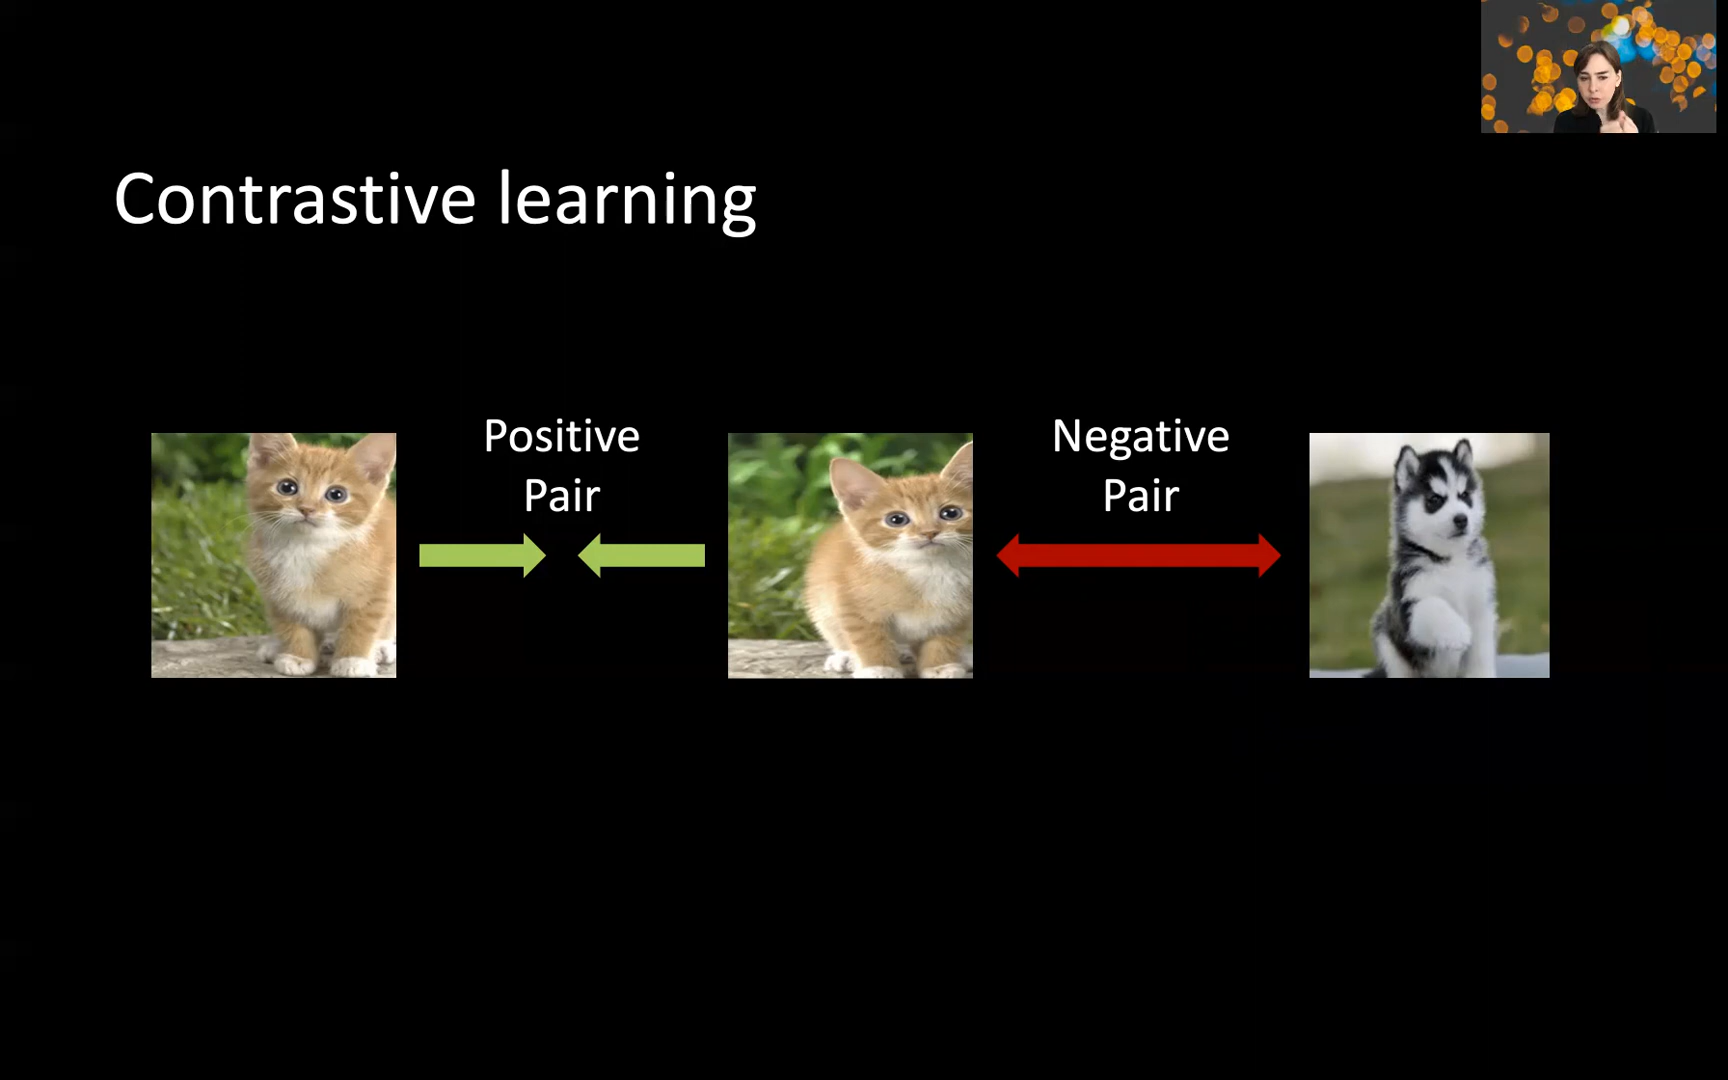 Contrastive learning
Positive
Pair
Negative
Pair